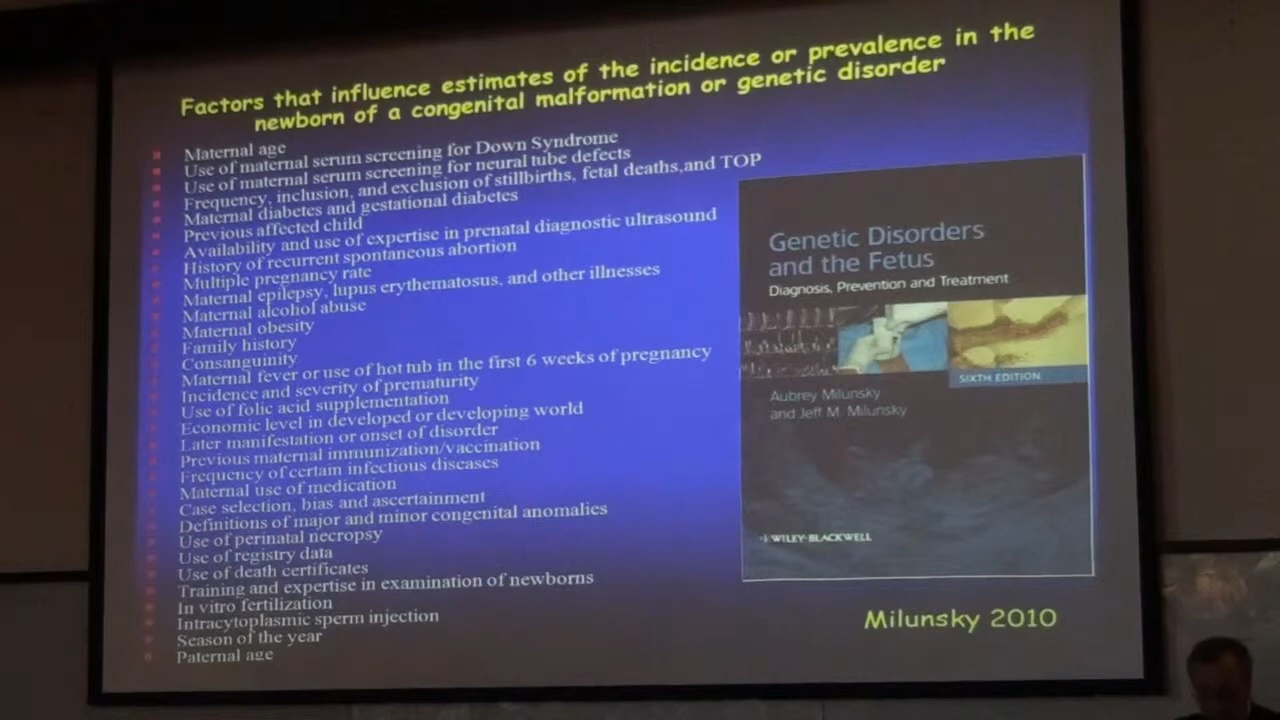 Factors that influence estimates of the incidence or prevalence in the
newborn of a congenital malformation or genetic disorder
Maternal age
Use of maternal serum screening for Down Syndrome
Use of maternal serum screening for neural tube defects
Frequency, inclusion, and exclusion of stillbirths, fetal deaths,and TOP
Maternal diabetes and gestational diabetes
Previous affected child
Availability and use of expertise in prenatal diagnostic ultrasound
History of recurrent spontaneous abortion
Multiple pregnancy rate
Maternal epilepsy, lupus erythematosus, and other illnesses
Maternal alcohol abuse
Maternal obesity
Family history
Consanguinity
Maternal fever or use of hot tub in the first 6 weeks of pregnancy
Incidence and severity of prematurity
Use of folic acid supplementation
Economic level in developed or developing world
Later manifestation or onset of disorder
Previous maternal immunization/vaccination
Frequency of certain infectious diseases
Maternal use of medication
Case selection, bias and ascertainment
Definitions of major and minor congenital anomalies
Use of perinatal necropsy
Use of registry data
Use of death certificates
Training and expertise in examination of newborns
In vitro fertilization
Intracytoplasmic sperm injection
Season of the year
Paternal age
Genetic Disorders
and the Fetus
Diagnosis, Prevention and Treatment
SIXTH EDITION
Aubrey Milunsky
and Jeff M. Milunsky
WILEY-BLACKWELL
Milunsky 2010